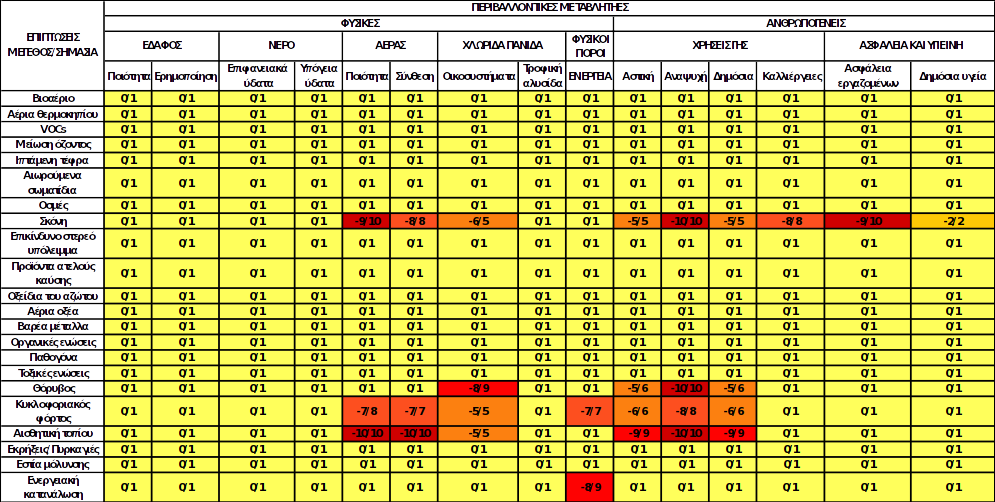 ΠΕΡΙΒΑΛΛΟΝΤΙΚΕΣ ΜΕΤΑΒΛΗΤΕΣ
ΕΠΙΠΤΩΣΕΙΣ ΜΕΓΕΘΟΣ/ΣΗΜΑΣΙΑ ΦΥΣΙΚΕΣ ΑΝΘΡΩΠΟΓΕΝΕΙΣ
ΕΔΑΦΟΣ ΝΕΡΟ ΑΕΡΑΣ ΧΛΩΡΙΔΑ ΠΑΝΙΔΑ ΦΥΣΙΚΟΙ ΠΟΡΟΙ ΧΡΗΣΕΙΣ ΓΗΣ ΑΣΦΑΛΕΙΑ ΚΑΙ ΥΓΙΕΙΝΗ
Ποιότητα Ερημοποίηση Επιφανειακά ύδατα Υπόγεια ύδατα Ποιότητα Σύνθεση Οικοσυστήματα Τροφική αλυσίδα ΕΝΕΡΓΕΙΑ Αστική Αναψυχή Δημόσια Καλλιέργειες Ασφάλεια εργαζομένων Δημόσια υγεία
Βιοαέριο 0/1 0/1 0/1 0/1 0/1 0/1 0/1 0/1 0/1 0/1 0/1 0/1 0/1 0/1 0/1
Αέρια θερμοκηπίου 0/1 0/1 0/1 0/1 0/1 0/1 0/1 0/1 0/1 0/1 0/1 0/1 0/1 0/1 0/1
VOCs 0/1 0/1 0/1 0/1 0/1 0/1 0/1 0/1 0/1 0/1 0/1 0/1 0/1 0/1 0/1
Μείωση όζοντος 0/1 0/1 0/1 0/1 0/1 0/1 0/1 0/1 0/1 0/1 0/1 0/1 0/1 0/1 0/1
Ιπτάμενη τέφρα 0/1 0/1 0/1 0/1 0/1 0/1 0/1 0/1 0/1 0/1 0/1 0/1 0/1 0/1 0/1
Αιωρούμενα σωματίδια 0/1 0/1 0/1 0/1 0/1 0/1 0/1 0/1 0/1 0/1 0/1 0/1 0/1 0/1 0/1
Οσμές 0/1 0/1 0/1 0/1 0/1 0/1 0/1 0/1 0/1 0/1 0/1 0/1 0/1 0/1 0/1
Σκόνη 0/1 0/1 0/1 0/1 -9/10 -8/8 -6/5 0/1 0/1 -5/5 -10/10 -5/5 -8/8 -9/10 -2/2
Επικίνδυνο στερεό υπόλειμμα 0/1 0/1 0/1 0/1 0/1 0/1 0/1 0/1 0/1 0/1 0/1 0/1 0/1 0/1 0/1
Προϊόντα ατελούς καύσης 0/1 0/1 0/1 0/1 0/1 0/1 0/1 0/1 0/1 0/1 0/1 0/1 0/1 0/1 0/1
Οξείδια του αζώτου 0/1 0/1 0/1 0/1 0/1 0/1 0/1 0/1 0/1 0/1 0/1 0/1 0/1 0/1 0/1
Αέρια οξέα 0/1 0/1 0/1 0/1 0/1 0/1 0/1 0/1 0/1 0/1 0/1 0/1 0/1 0/1 0/1
Βαρέα μέταλλα 0/1 0/1 0/1 0/1 0/1 0/1 0/1 0/1 0/1 0/1 0/1 0/1 0/1 0/1 0/1
Οργανικές ενώσεις 0/1 0/1 0/1 0/1 0/1 0/1 0/1 0/1 0/1 0/1 0/1 0/1 0/1 0/1 0/1
Παθογόνα 0/1 0/1 0/1 0/1 0/1 0/1 0/1 0/1 0/1 0/1 0/1 0/1 0/1 0/1 0/1
Τοξικές ενώσεις 0/1 0/1 0/1 0/1 0/1 0/1 0/1 0/1 0/1 0/1 0/1 0/1 0/1 0/1 0/1
Θόρυβος 0/1 0/1 0/1 0/1 0/1 0/1 -8/9 0/1 0/1 -5/6 -10/10 -5/6 0/1 0/1 0/1
Κυκλοφοριακός φόρτος 0/1 0/1 0/1 0/1 -7/8 -7/7 -5/5 0/1 -7/7 -6/6 -8/8 -6/6 0/1 0/1 0/1
Αισθητική τοπίου 0/1 0/1 0/1 0/1 -10/10 -10/10 -5/5 0/1 0/1 -9/9 -10/10 -9/9 0/1 0/1 0/1
Εκρήξεις/Πυρκαγιές 0/1 0/1 0/1 0/1 0/1 0/1 0/1 0/1 0/1 0/1 0/1 0/1 0/1 0/1 0/1
Εστία μόλυνσης 0/1 0/1 0/1 0/1 0/1 0/1 0/1 0/1 0/1 0/1 0/1 0/1 0/1 0/1 0/1
Ενεργειακή κατανάλωση 0/1 0/1 0/1 0/1 0/1 0/1 0/1 0/1 -8/9 0/1 0/1 0/1 0/1 0/1 0/1